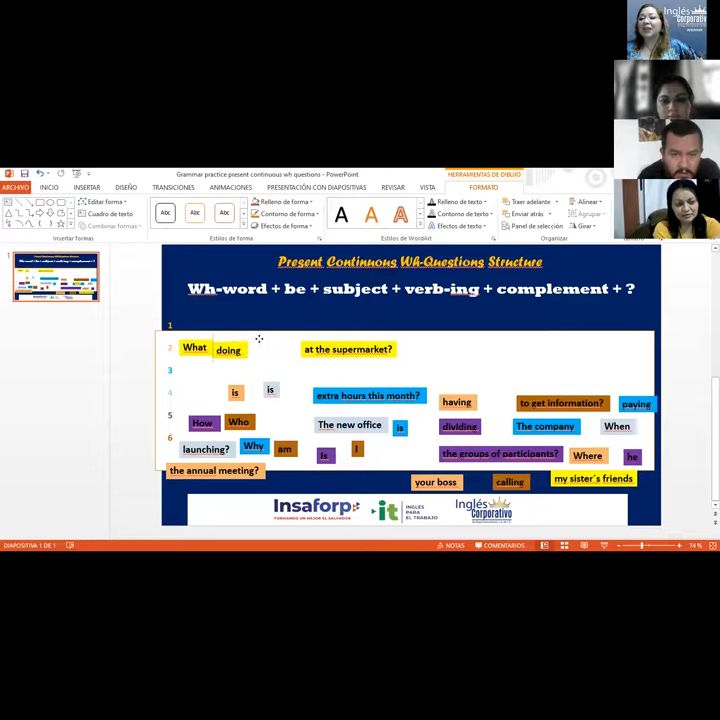 Inglés
Corporativo
Grammar practice present continuous wh questions - PowerPoint
HERRAMIENTAS DE DIBUJO
ARCHIVO INICIO INSERTAR DISEÑO TRANSICIONES ANIMACIONES PRESENTACIÓN CON DIAPOSITIVAS REVISAR VISTA FORMATO
Editar forma
Cuadro de texto
Combinar formas
Insertar formas
Abc Abc Abc
Relleno de forma
Contorno de forma
Efectos de forma
Estilos de forma
A A A
Relleno de texto
Contorno de texto
Efectos de texto
Estilos de WordArt
Traer adelante
Enviar atrás
Panel de selección
Alinear
Agrupar
Girar
Organizar
1
Present Continuous Wh-Questions Structure
Wh-word + be + subject + verb-ing + complement + ?
1
2 What doing at the supermarket?
3
4 is is extra hours this month? having to get information? paying
5 How Who The new office is dividing The company When
6 launching? Why am Is I the groups of participants? Where he
the annual meeting? your boss calling my sister´s friends
Insaforp
FORMANDO UN MEJOR EL SALVADOR
it INGLÉS PARA EL TRABAJO
Inglés
Corporativo
DIAPOSITIVA 1 DE 1 NOTAS COMENTARIOS 74 %